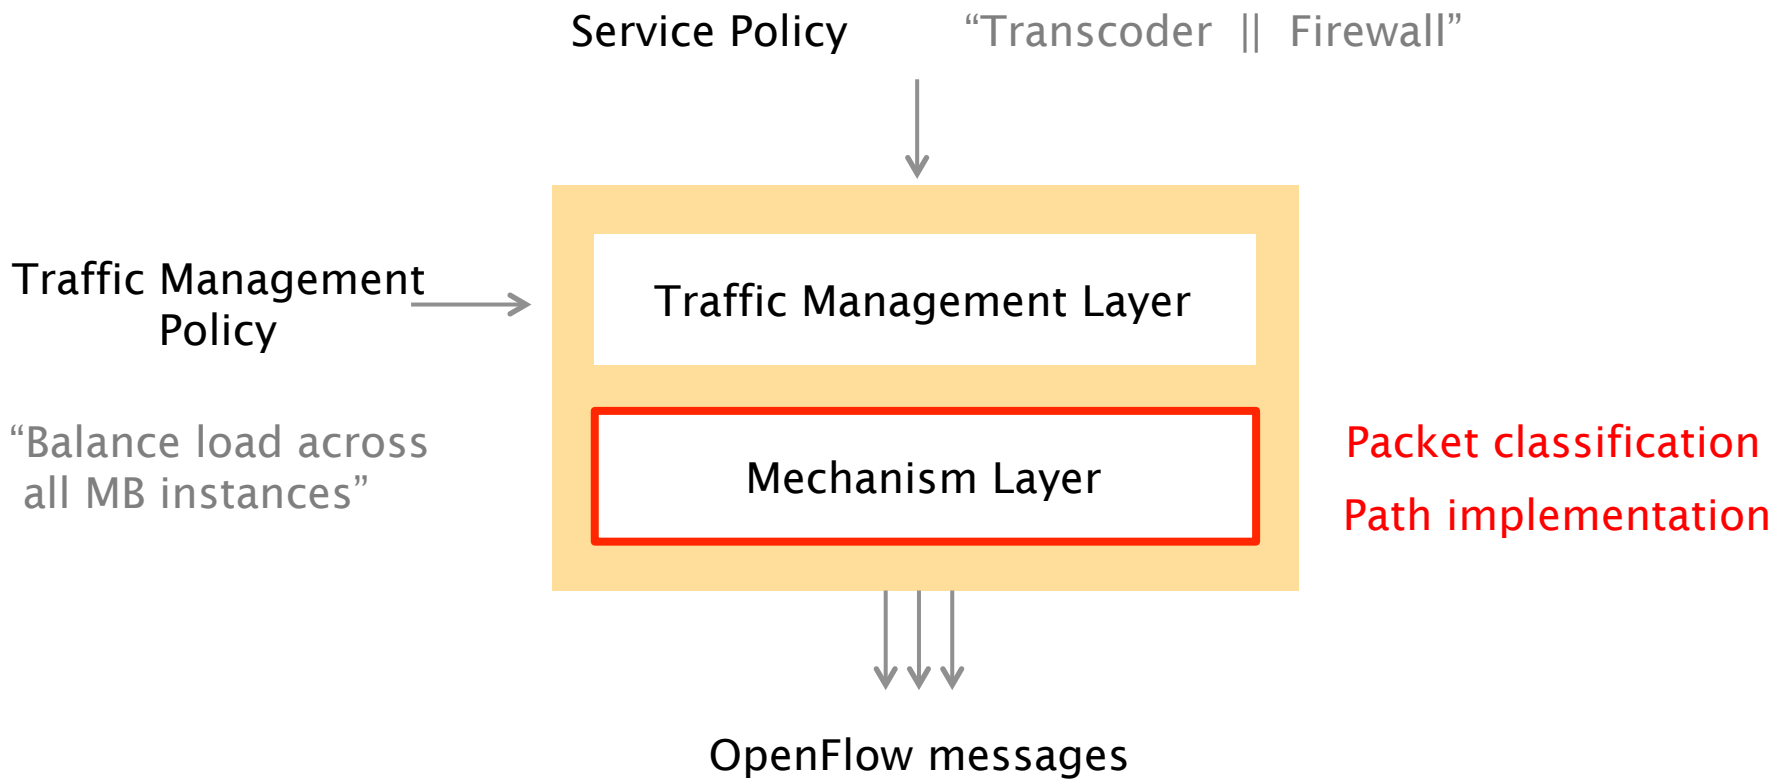 Service Policy “Transcoder || Firewall”
Traffic Management
Policy
Traffic Management Layer
“Balance load across
all MB instances”
Mechanism Layer
Packet classification
Path implementation
OpenFlow messages